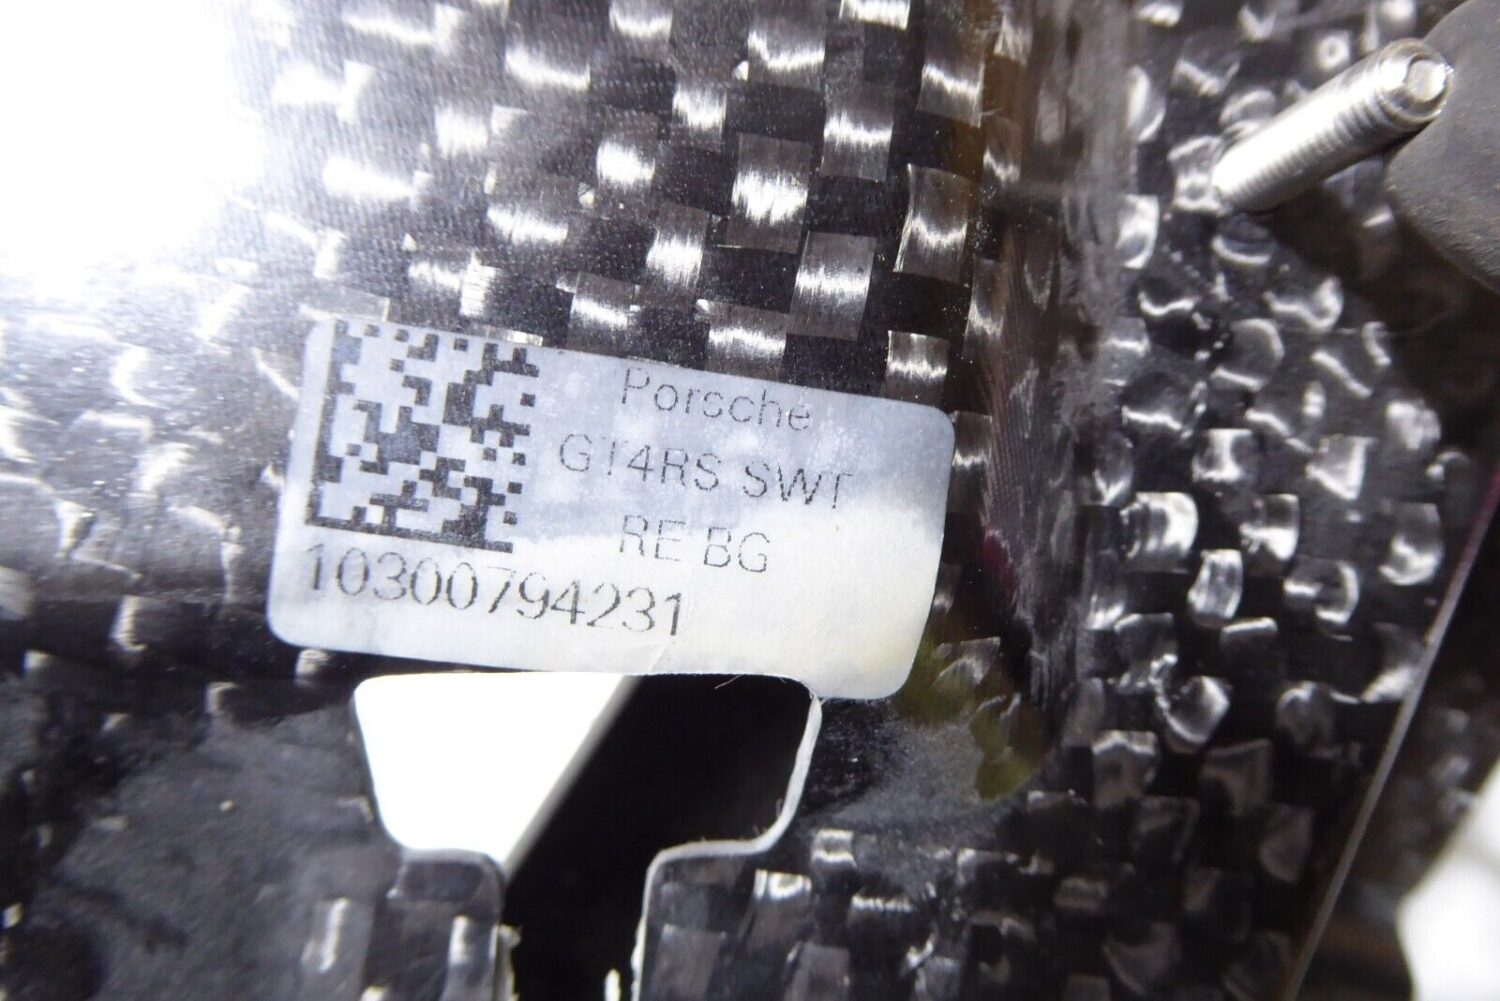 Porsche
GT4RS SWT
RE BG
10300794231